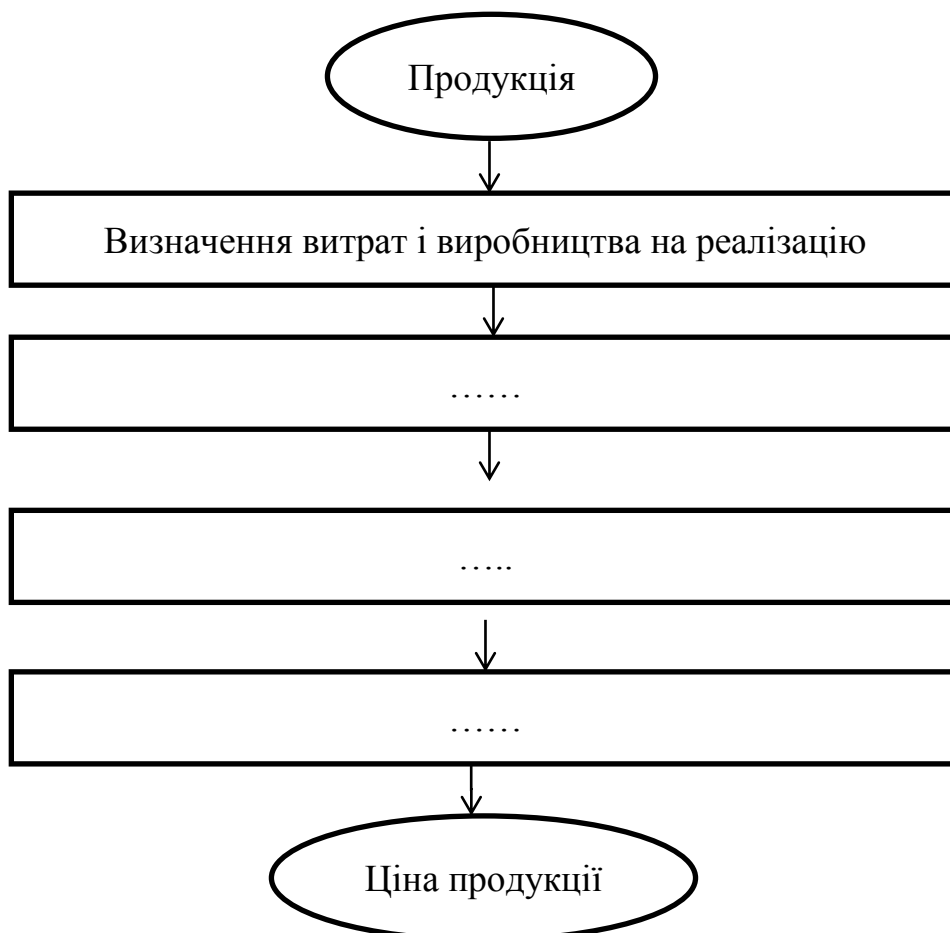 Продукція
Визначення витрат і виробництва на реалізацію
……
…..
……
Ціна продукції